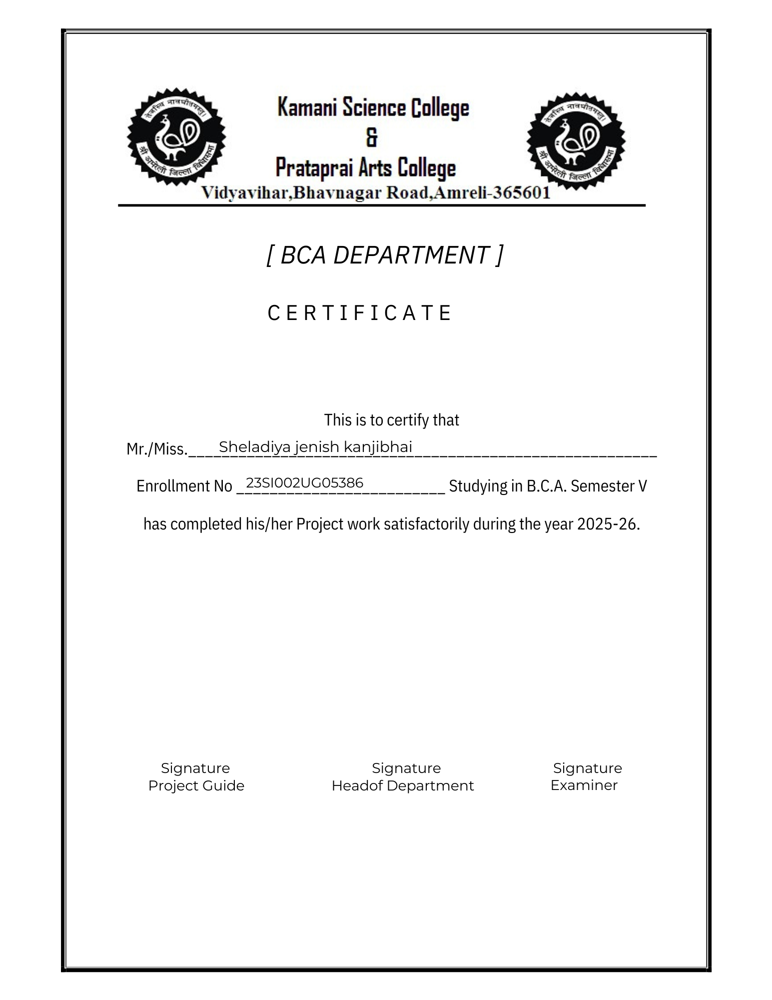 तेजस्वि नावधीतमस्तु।
श्री अमरेली जिल्ला विद्यासभा
Kamani Science College
&
Prataprai Arts College
तेजस्वि नावधीतमस्तु।
श्री अमरेली जिल्ला विद्यासभा
Vidyavihar,Bhavnagar Road,Amreli-365601
[ BCA DEPARTMENT ]
C E R T I F I C A T E
This is to certify that
Mr./Miss. Sheladiya jenish kanjibhai
Enrollment No 23SI002UG05386 Studying in B.C.A. Semester V
has completed his/her Project work satisfactorily during the year 2025-26.
Signature Signature Signature
Project Guide Headof Department Examiner